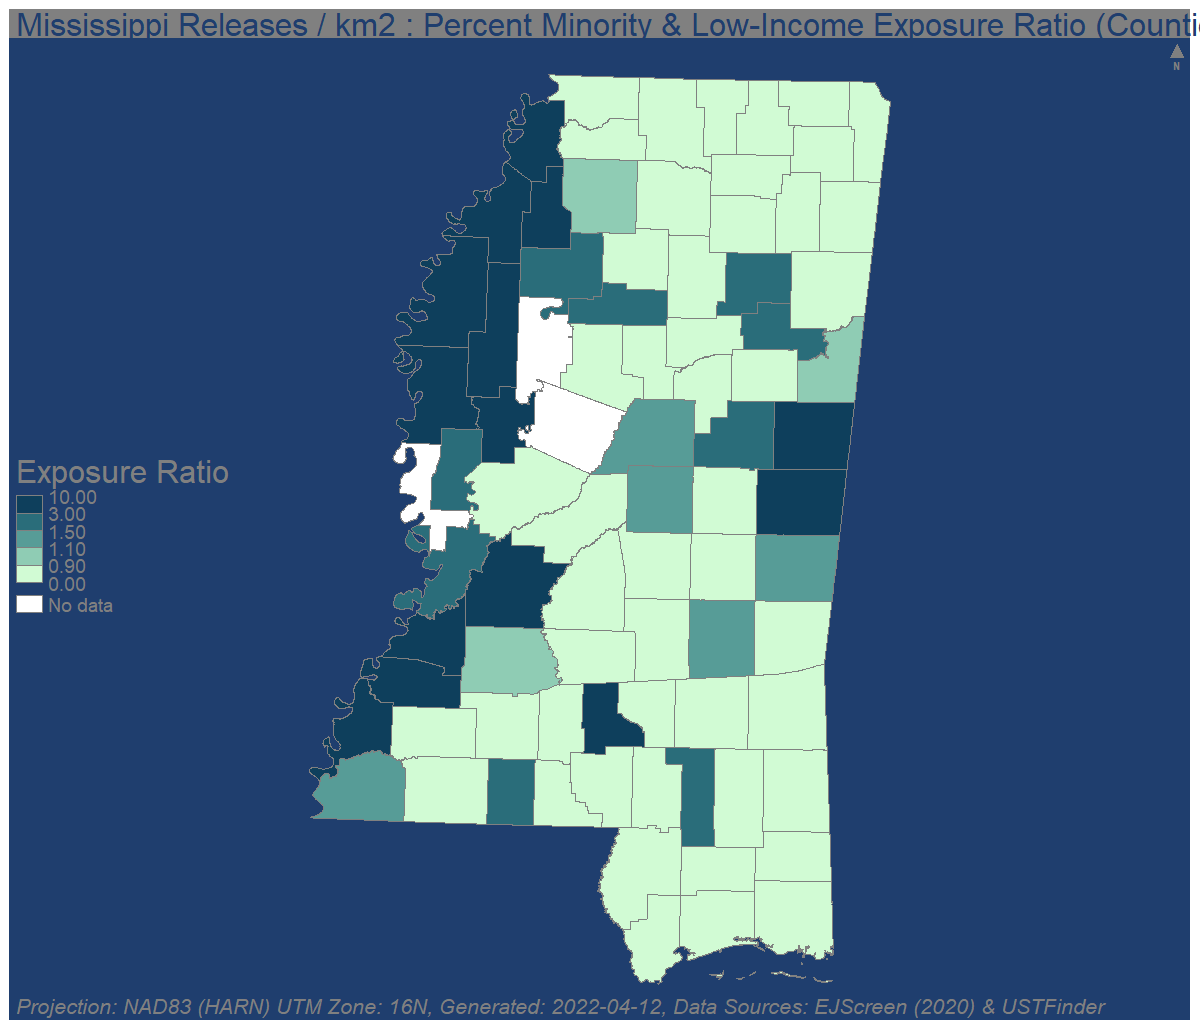 Mississippi Releases / km2 : Percent Minority & Low-Income Exposure Ratio (Counti
N
Exposure Ratio
10.00
3.00
1.50
1.10
0.90
0.00
No data
Projection: NAD83 (HARN) UTM Zone: 16N, Generated: 2022-04-12, Data Sources: EJScreen (2020) & USTFinder